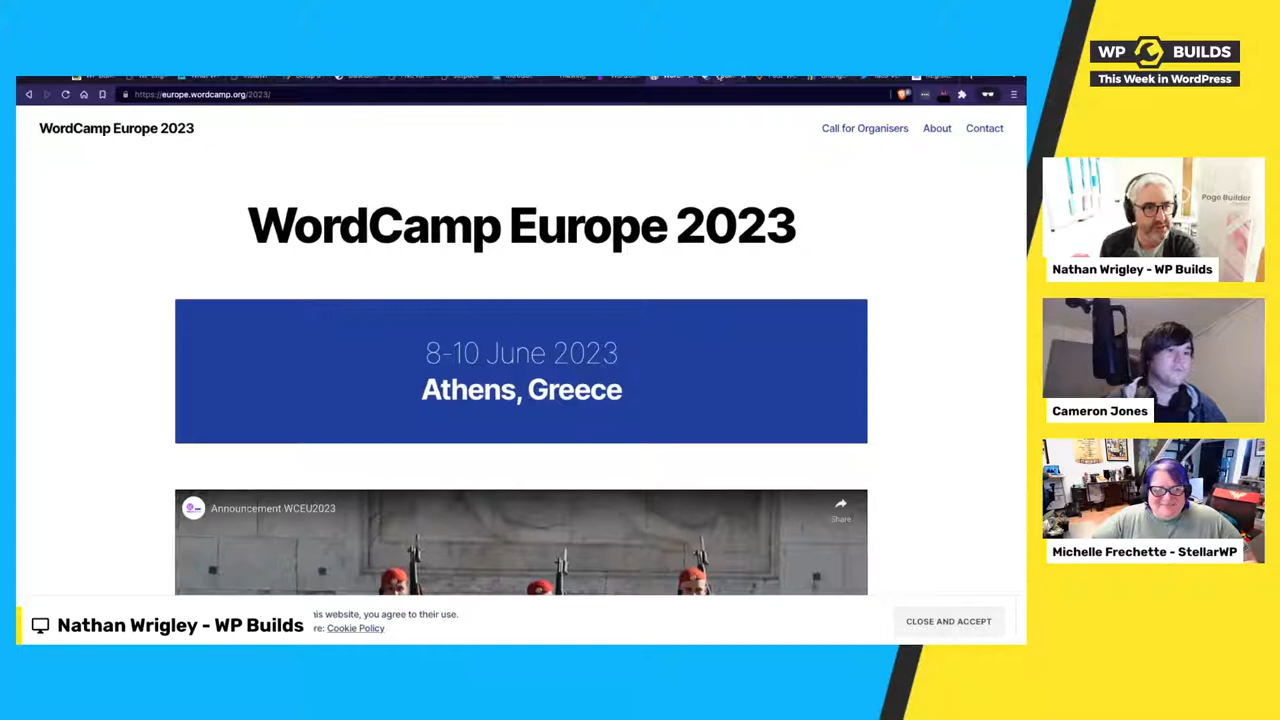 WP BUILDS
This Week in WordPress
https://europe.wordcamp.org/2023/
WordCamp Europe 2023
Call for Organisers
About
Contact
WordCamp Europe 2023
8-10 June 2023
Athens, Greece
Announcement WCEU2023
Share
his website, you agree to their use.
re: Cookie Policy
CLOSE AND ACCEPT
Nathan Wrigley - WP Builds
Page Builder
Nathan Wrigley - WP Builds
Cameron Jones
Michelle Frechette - StellarWP